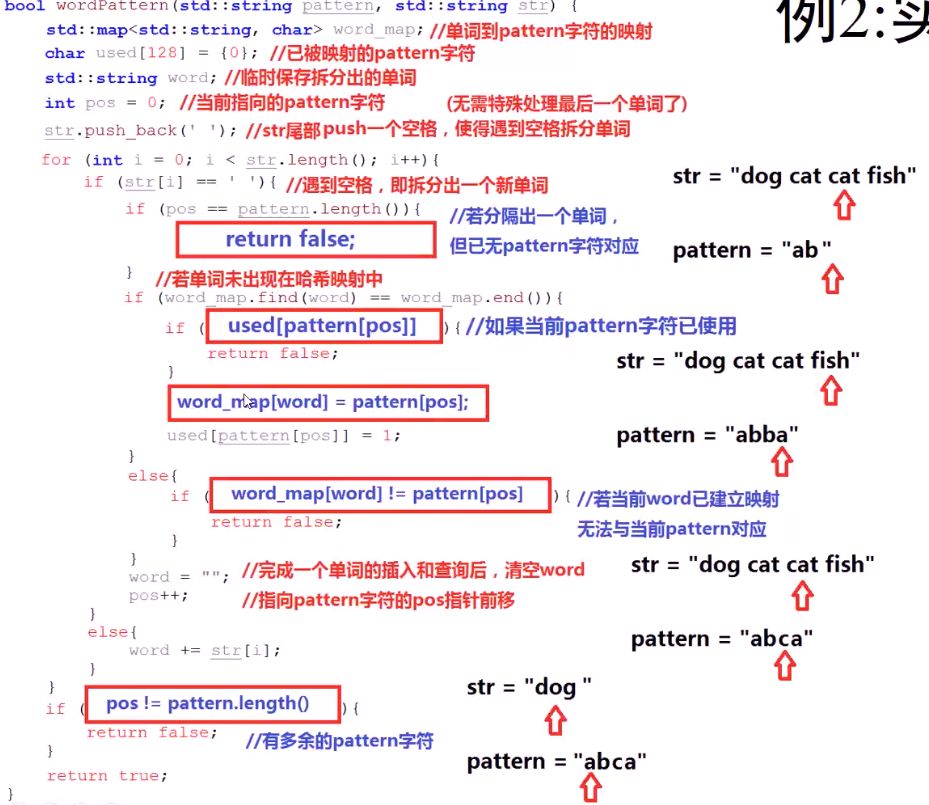 bool wordPattern(std::string pattern, std::string str) {
例2:实
std::map<std::string, char> word_map; //单词到pattern字符的映射
char used[128] = {0}; //已被映射的pattern字符
std::string word; //临时保存拆分出的单词
int pos = 0; //当前指向的pattern字符 (无需特殊处理最后一个单词了)
str.push_back(' '); //str尾部push一个空格，使得遇到空格拆分单词
for (int i = 0; i < str.length(); i++){
if (str[i] == ' '){ //遇到空格，即拆分出一个新单词
str = "dog cat cat fish"
if (pos == pattern.length()){ //若分隔出一个单词，
return false; 但已无pattern字符对应
pattern = "ab"
} //若单词未出现在哈希映射中
if (word_map.find(word) == word_map.end()){
if ( used[pattern[pos]] ){ //如果当前pattern字符已使用
return false;
str = "dog cat cat fish"
}
word_map[word] = pattern[pos];
used[pattern[pos]] = 1;
pattern = "abba"
}
else{
if ( word_map[word] != pattern[pos] ){ //若当前word已建立映射
return false; 无法与当前pattern对应
}
}
str = "dog cat cat fish"
word = ""; //完成一个单词的插入和查询后，清空word
pos++; //指向pattern字符的pos指针前移
}
else{
pattern = "abca"
word += str[i];
}
}
str = "dog "
if ( pos != pattern.length() ){
return false; //有多余的pattern字符
}
pattern = "abca"
return true;
}